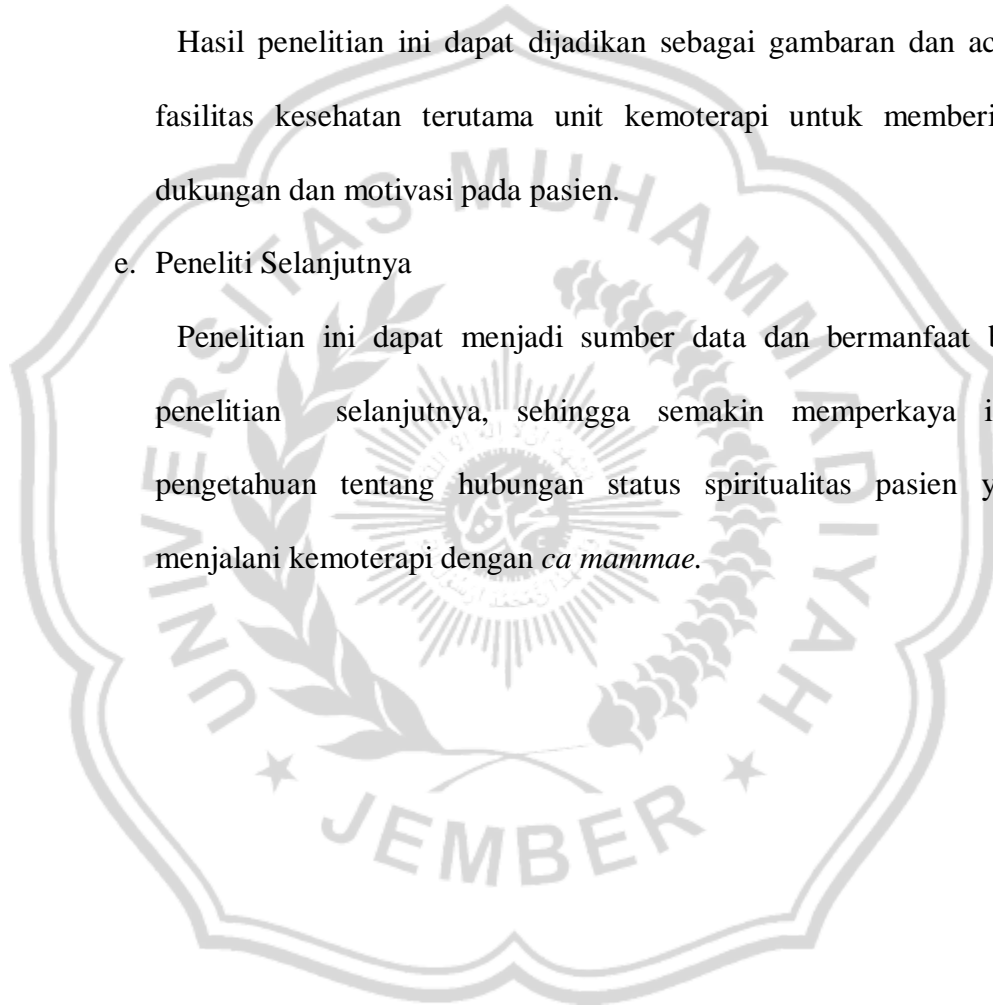 Hasil penelitian ini dapat dijadikan sebagai gambaran dan ac
fasilitas kesehatan terutama unit kemoterapi untuk memberi
dukungan dan motivasi pada pasien.
e. Peneliti Selanjutnya
Penelitian ini dapat menjadi sumber data dan bermanfaat b
penelitian selanjutnya, sehingga semakin memperkaya i
pengetahuan tentang hubungan status spiritualitas pasien y
menjalani kemoterapi dengan ca mammae.
UNIVERSITAS MUHAMMADIYAH
JEMBER